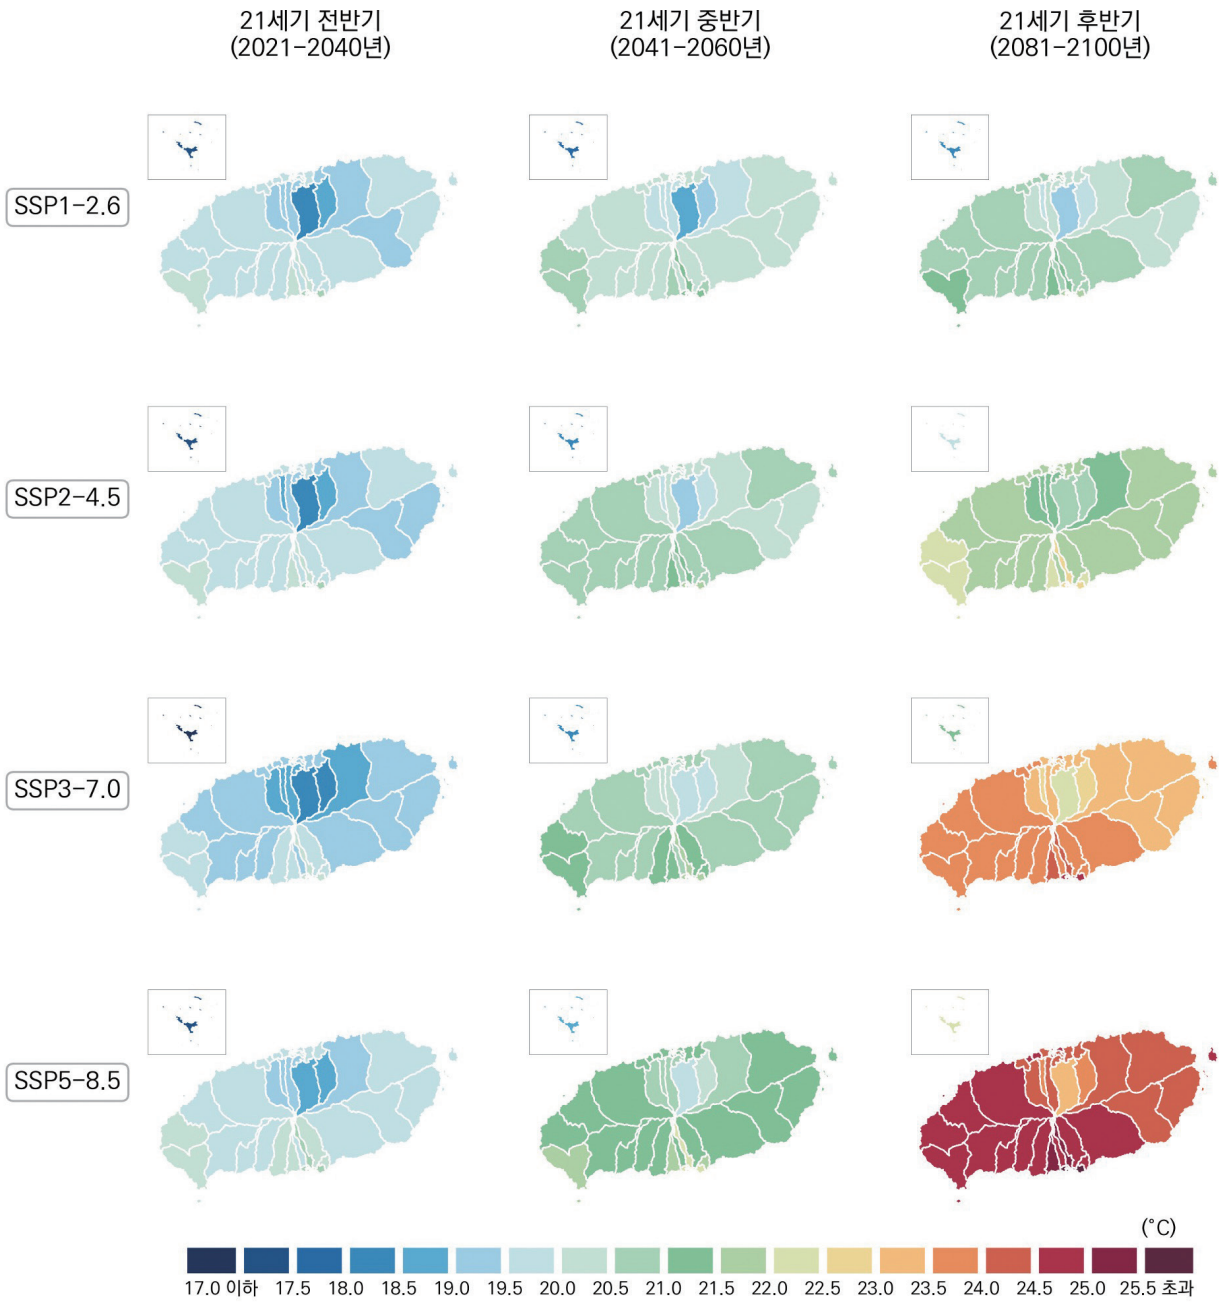 21세기 전반기
(2021-2040년)
21세기 중반기
(2041-2060년)
21세기 후반기
(2081-2100년)
SSP1-2.6
SSP2-4.5
SSP3-7.0
SSP5-8.5
(°C)
17.0 이하 17.5 18.0 18.5 19.0 19.5 20.0 20.5 21.0 21.5 22.0 22.5 23.0 23.5 24.0 24.5 25.0 25.5 초과